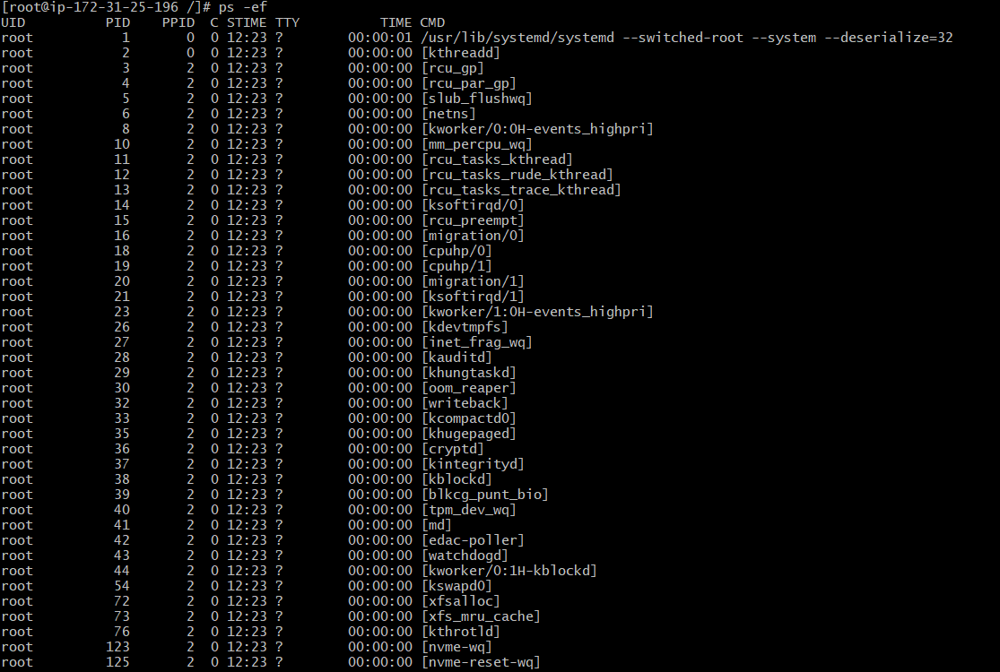 [root@ip-172-31-25-196 /]# ps -ef
UID          PID    PPID  C STIME TTY          TIME CMD
root           1       0  0 12:23 ?        00:00:01 /usr/lib/systemd/systemd --switched-root --system --deserialize=32
root           2       0  0 12:23 ?        00:00:00 [kthreadd]
root           3       2  0 12:23 ?        00:00:00 [rcu_gp]
root           4       2  0 12:23 ?        00:00:00 [rcu_par_gp]
root           5       2  0 12:23 ?        00:00:00 [slub_flushwq]
root           6       2  0 12:23 ?        00:00:00 [netns]
root           8       2  0 12:23 ?        00:00:00 [kworker/0:0H-events_highpri]
root          10       2  0 12:23 ?        00:00:00 [mm_percpu_wq]
root          11       2  0 12:23 ?        00:00:00 [rcu_tasks_kthread]
root          12       2  0 12:23 ?        00:00:00 [rcu_tasks_rude_kthread]
root          13       2  0 12:23 ?        00:00:00 [rcu_tasks_trace_kthread]
root          14       2  0 12:23 ?        00:00:00 [ksoftirqd/0]
root          15       2  0 12:23 ?        00:00:00 [rcu_preempt]
root          16       2  0 12:23 ?        00:00:00 [migration/0]
root          18       2  0 12:23 ?        00:00:00 [cpuhp/0]
root          19       2  0 12:23 ?        00:00:00 [cpuhp/1]
root          20       2  0 12:23 ?        00:00:00 [migration/1]
root          21       2  0 12:23 ?        00:00:00 [ksoftirqd/1]
root          23       2  0 12:23 ?        00:00:00 [kworker/1:0H-events_highpri]
root          26       2  0 12:23 ?        00:00:00 [kdevtmpfs]
root          27       2  0 12:23 ?        00:00:00 [inet_frag_wq]
root          28       2  0 12:23 ?        00:00:00 [kauditd]
root          29       2  0 12:23 ?        00:00:00 [khungtaskd]
root          30       2  0 12:23 ?        00:00:00 [oom_reaper]
root          32       2  0 12:23 ?        00:00:00 [writeback]
root          33       2  0 12:23 ?        00:00:00 [kcompactd0]
root          35       2  0 12:23 ?        00:00:00 [khugepaged]
root          36       2  0 12:23 ?        00:00:00 [cryptd]
root          37       2  0 12:23 ?        00:00:00 [kintegrityd]
root          38       2  0 12:23 ?        00:00:00 [kblockd]
root          39       2  0 12:23 ?        00:00:00 [blkcg_punt_bio]
root          40       2  0 12:23 ?        00:00:00 [tpm_dev_wq]
root          41       2  0 12:23 ?        00:00:00 [md]
root          42       2  0 12:23 ?        00:00:00 [edac-poller]
root          43       2  0 12:23 ?        00:00:00 [watchdogd]
root          44       2  0 12:23 ?        00:00:00 [kworker/0:1H-kblockd]
root          54       2  0 12:23 ?        00:00:00 [kswapd0]
root          72       2  0 12:23 ?        00:00:00 [xfsalloc]
root          73       2  0 12:23 ?        00:00:00 [xfs_mru_cache]
root          76       2  0 12:23 ?        00:00:00 [kthrotld]
root         123       2  0 12:23 ?        00:00:00 [nvme-wq]
root         125       2  0 12:23 ?        00:00:00 [nvme-reset-wq]